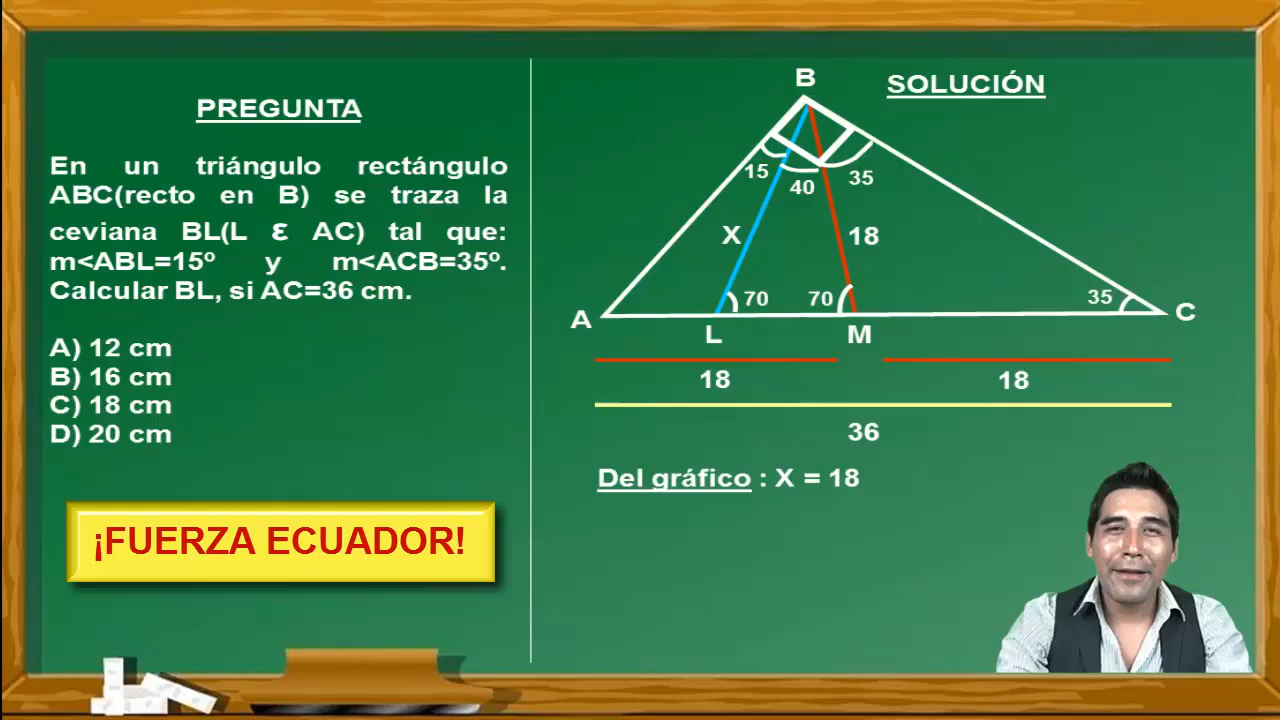 PREGUNTA
En un triángulo rectángulo
ABC(recto en B) se traza la
ceviana BL(L ε AC) tal que:
m<ABL=15º y m<ACB=35º.
Calcular BL, si AC=36 cm.
A) 12 cm
B) 16 cm
C) 18 cm
D) 20 cm
¡FUERZA ECUADOR!
SOLUCIÓN
B
15
40
35
X
18
70
70
35
A
L
M
C
18
18
36
Del gráfico : X = 18